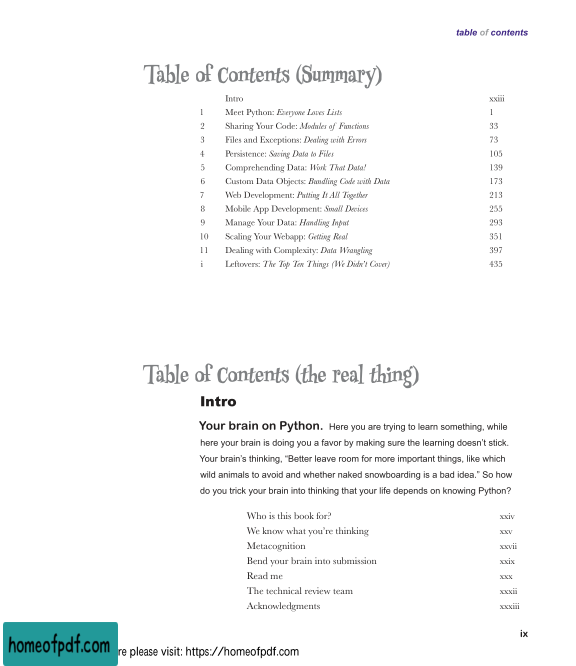 table of contents
Table of Contents (Summary)
Intro xxiii
1 Meet Python: Everyone Loves Lists 1
2 Sharing Your Code: Modules of Functions 33
3 Files and Exceptions: Dealing with Errors 73
4 Persistence: Saving Data to Files 105
5 Comprehending Data: Work That Data! 139
6 Custom Data Objects: Bundling Code with Data 173
7 Web Development: Putting It All Together 213
8 Mobile App Development: Small Devices 255
9 Manage Your Data: Handling Input 293
10 Scaling Your Webapp: Getting Real 351
11 Dealing with Complexity: Data Wrangling 397
i Leftovers: The Top Ten Things (We Didn't Cover) 435
Table of Contents (the real thing)
Intro
Your brain on Python. Here you are trying to learn something, while
here your brain is doing you a favor by making sure the learning doesn't stick.
Your brain's thinking, “Better leave room for more important things, like which
wild animals to avoid and whether naked snowboarding is a bad idea.” So how
do you trick your brain into thinking that your life depends on knowing Python?
Who is this book for? xxiv
We know what you're thinking xxv
Metacognition xxvii
Bend your brain into submission xxix
Read me xxx
The technical review team xxxii
Acknowledgments xxxiii
ix
homeofpdf.com
re please visit: https://homeofpdf.com